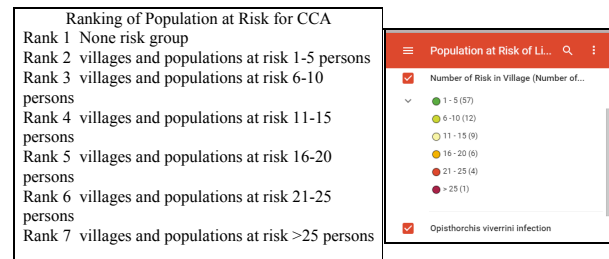 Ranking of Population at Risk for CCA
Rank 1 None risk group
Rank 2 villages and populations at risk 1-5 persons
Rank 3 villages and populations at risk 6-10
persons
Rank 4 villages and populations at risk 11-15
persons
Rank 5 villages and populations at risk 16-20
persons
Rank 6 villages and populations at risk 21-25
persons
Rank 7 villages and populations at risk >25 persons
Population at Risk of Li...
Number of Risk in Village (Number of...
1 - 5 (57)
6 -10 (12)
11 - 15 (9)
16 - 20 (6)
21 - 25 (4)
> 25 (1)
Opisthorchis viverrini infection